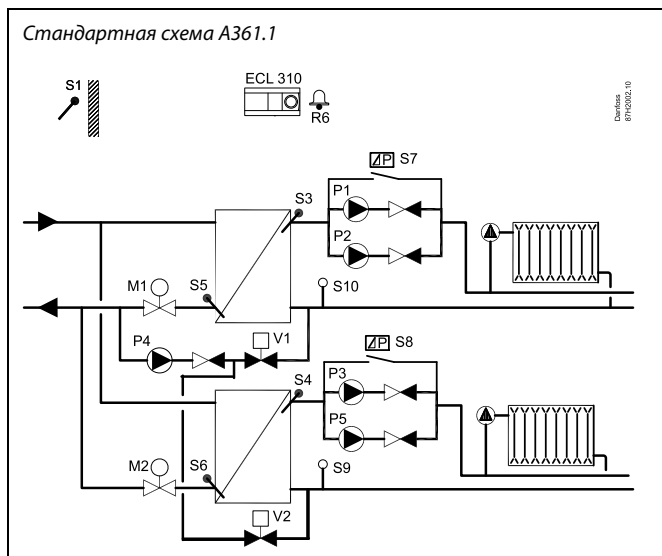 Стандартная схема A361.1
S1
ECL 310
R6
Danfoss
87H2002.10
S7
P
P1
S3
P2
M1
S5
S10
P4
V1
S8
P
P3
S4
P5
M2
S6
S9
V2